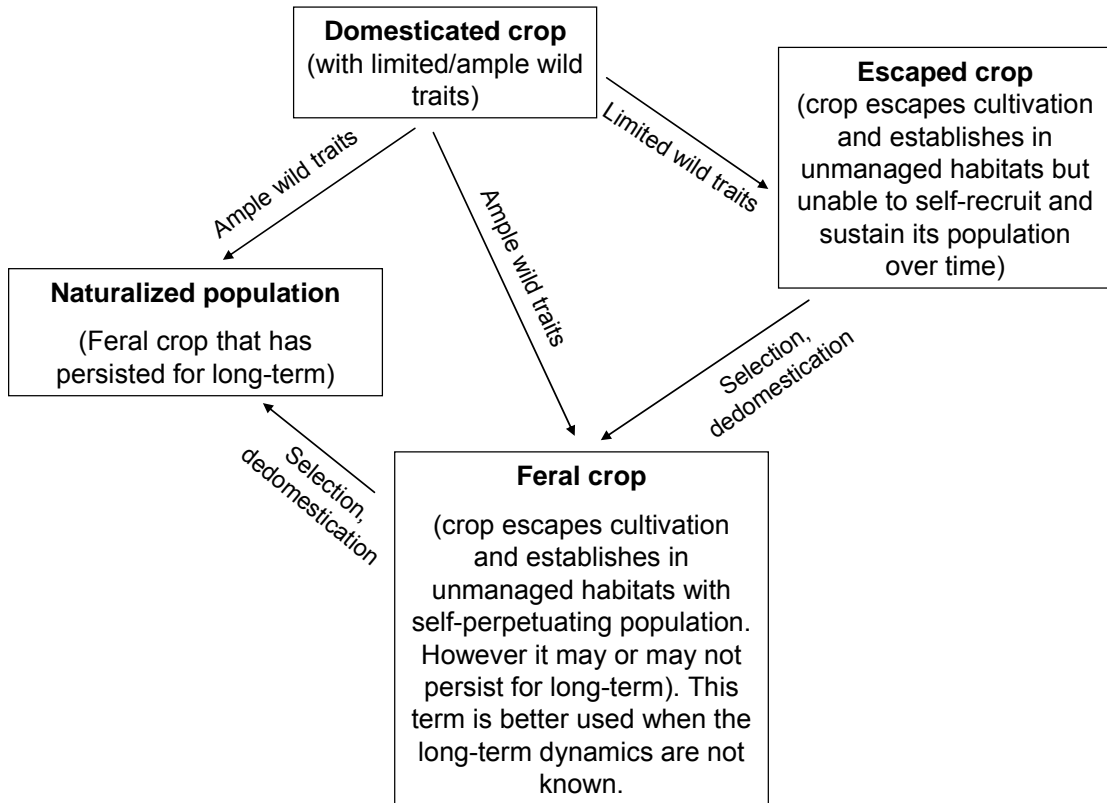 Domesticated crop
(with limited/ample wild
traits)
Escaped crop
(crop escapes cultivation
and establishes in
unmanaged habitats but
unable to self-recruit and
sustain its population
over time)
Limited wild traits
Ample wild traits
Ample wild traits
Naturalized population
(Feral crop that has
persisted for long-term)
Selection,
dedomestication
Selection,
dedomestication
Feral crop
(crop escapes cultivation
and establishes in
unmanaged habitats with
self-perpetuating population.
However it may or may not
persist for long-term). This
term is better used when the
long-term dynamics are not
known.